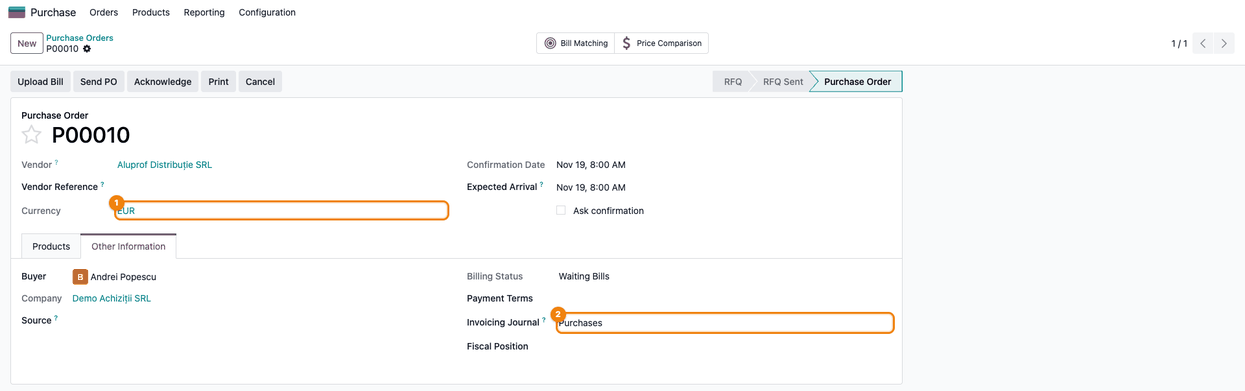 Purchase Orders Products Reporting Configuration
New Purchase Orders
P00010
Bill Matching Price Comparison
1 / 1
Upload Bill Send PO Acknowledge Print Cancel
RFQ RFQ Sent Purchase Order
Purchase Order
P00010
Vendor ? Aluprof Distribuție SRL
Confirmation Date Nov 19, 8:00 AM
Vendor Reference ?
Expected Arrival ? Nov 19, 8:00 AM
1
Currency EUR
Ask confirmation
Products Other Information
Buyer B Andrei Popescu
Billing Status Waiting Bills
Company Demo Achiziții SRL
Payment Terms
Source ?
2
Invoicing Journal ? Purchases
Fiscal Position